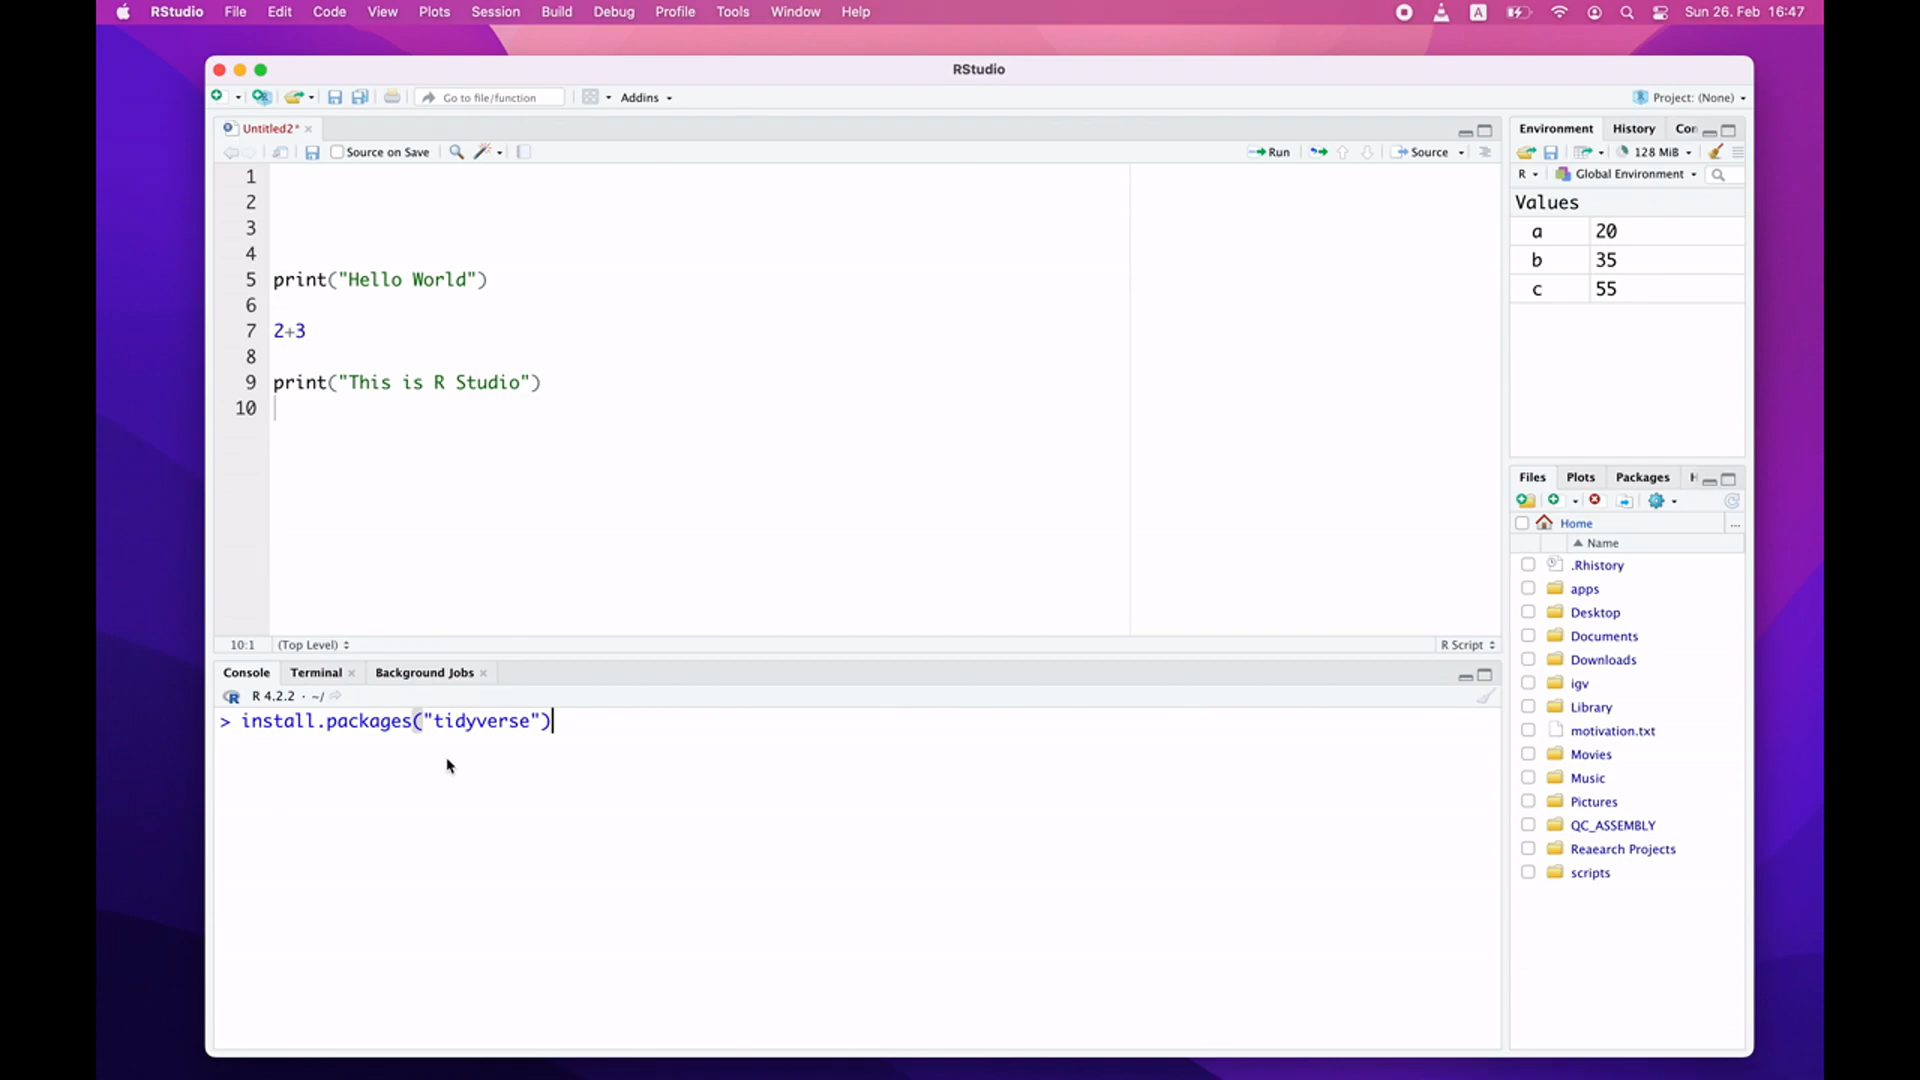 RStudio File Edit Code View Plots Session Build Debug Profile Tools Window Help A Sun 26. Feb 16:47
RStudio
Go to file/function Addins Project: (None)
Untitled2*
Source on Save Run Source
1
2
3
4
5 print("Hello World")
6
7 2+3
8
9 print("This is R Studio")
10
10:1 (Top Level) R Script
Console Terminal Background Jobs
R 4.2.2 · ~/
> install.packages("tidyverse")
Environment History Con
128 MiB
R Global Environment
Values
a 20
b 35
c 55
Files Plots Packages H
Home ...
Name
.Rhistory
apps
Desktop
Documents
Downloads
igv
Library
motivation.txt
Movies
Music
Pictures
QC_ASSEMBLY
Reaearch Projects
scripts